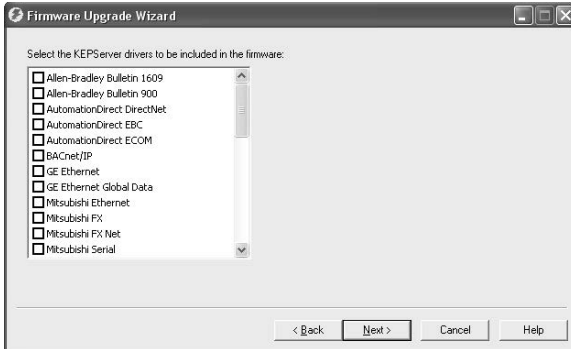 Firmware Upgrade Wizard
Select the KEPServer drivers to be included in the firmware:
Allen-Bradley Bulletin 1609
Allen-Bradley Bulletin 900
AutomationDirect DirectNet
AutomationDirect EBC
AutomationDirect ECOM
BACnet/IP
GE Ethernet
GE Ethernet Global Data
Mitsubishi Ethernet
Mitsubishi FX
Mitsubishi FX Net
Mitsubishi Serial
< Back Next > Cancel Help